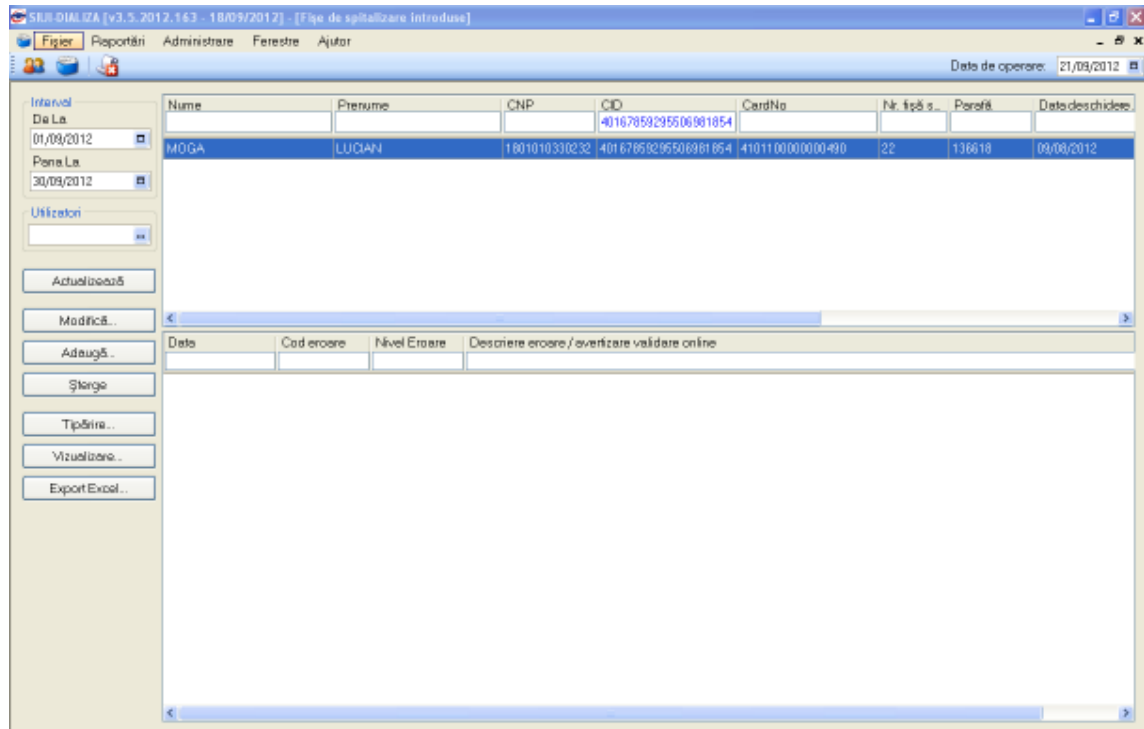 SIUI-DIALIZA [v3.5.2012.163 - 18/09/2012] - [Fişe de spitalizare introduse]
Fişier Raportări Administrare Ferestre Ajutor
Data de operare: 21/09/2012
Interval
De La
01/09/2012
Pana La
30/09/2012
Utilizatori
Actualizează
Modifică...
Adaugă...
Şterge
Tipărire...
Vizualizare...
Export Excel...
Nume Prenume CNP CID CardNo Nr. fişă s... Parafă Data deschidere
40167859295506981854
MOGA LUCIAN 1801010330232 40167859295506981854 4101100000000490 22 136618 09/08/2012
Data Cod eroare Nivel Eroare Descriere eroare / avertizare validare online